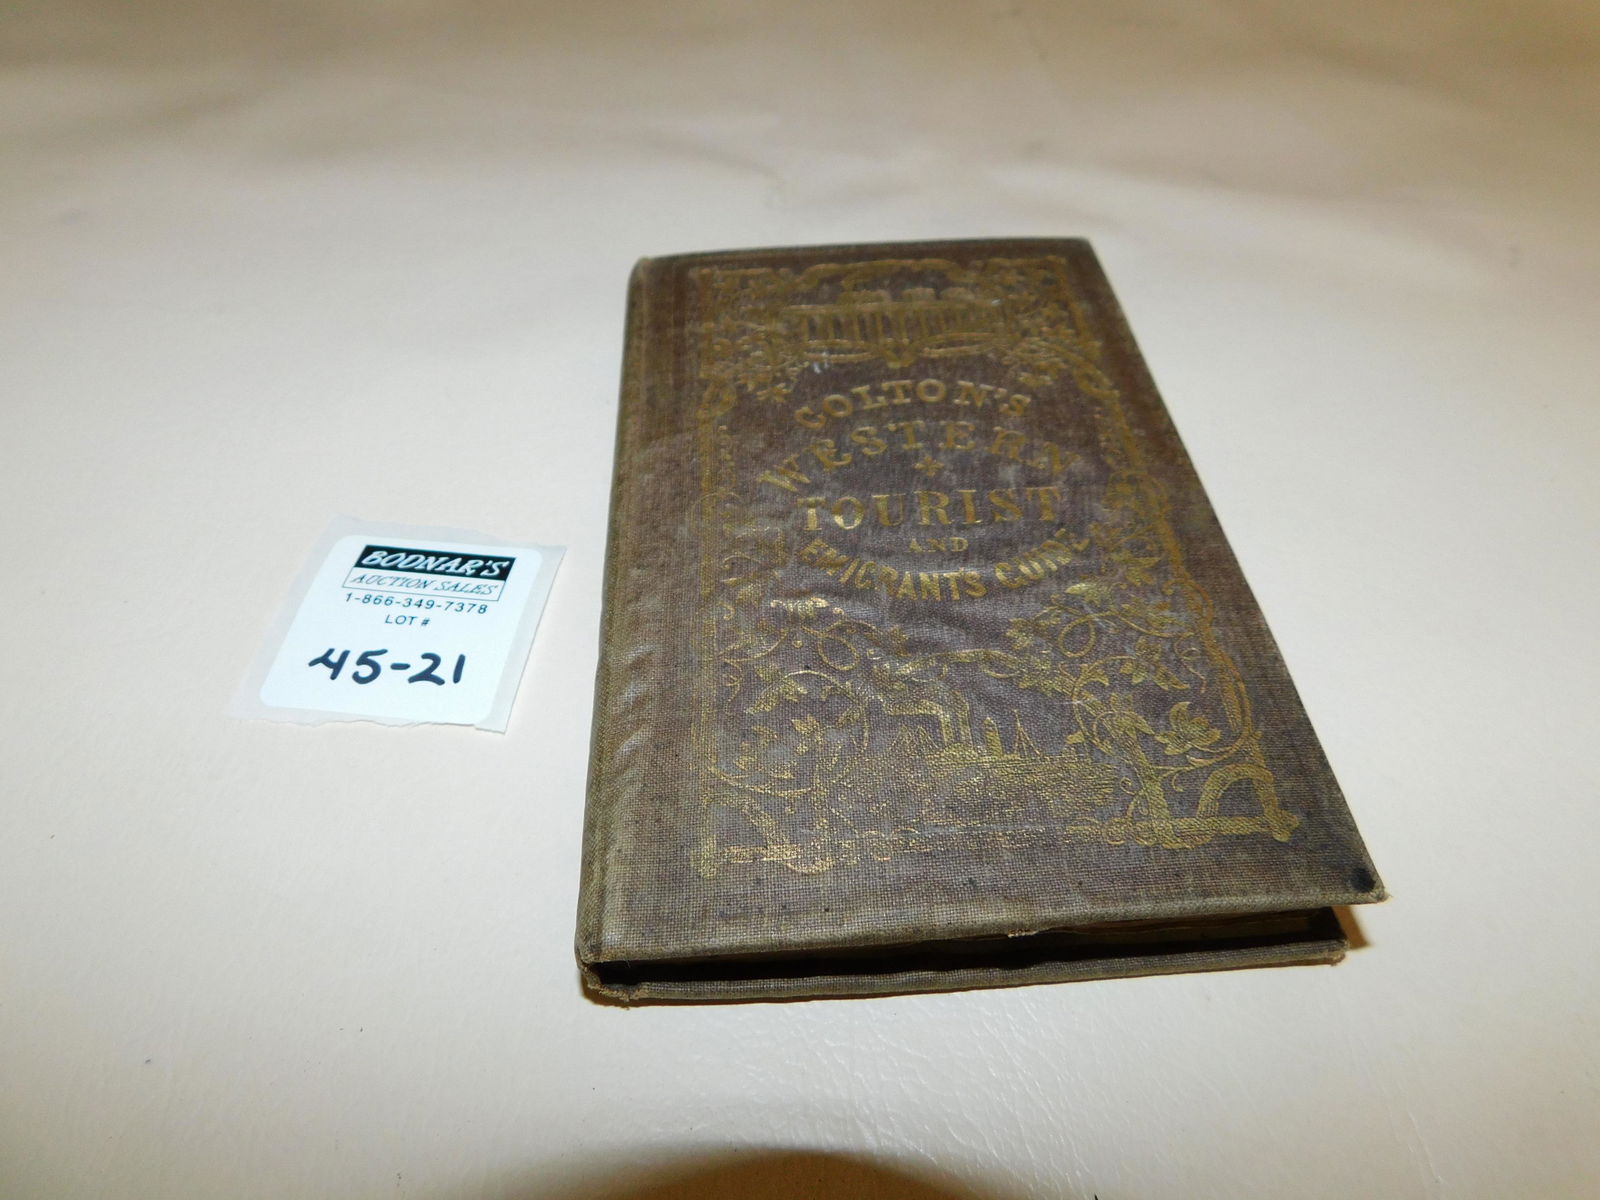 BODNAR'S
AUCTION SALES
1-866-349-7378
LOT #
45-21
COLTON'S
WESTERN
TOURIST
AND
EMIGRANTS GUIDE